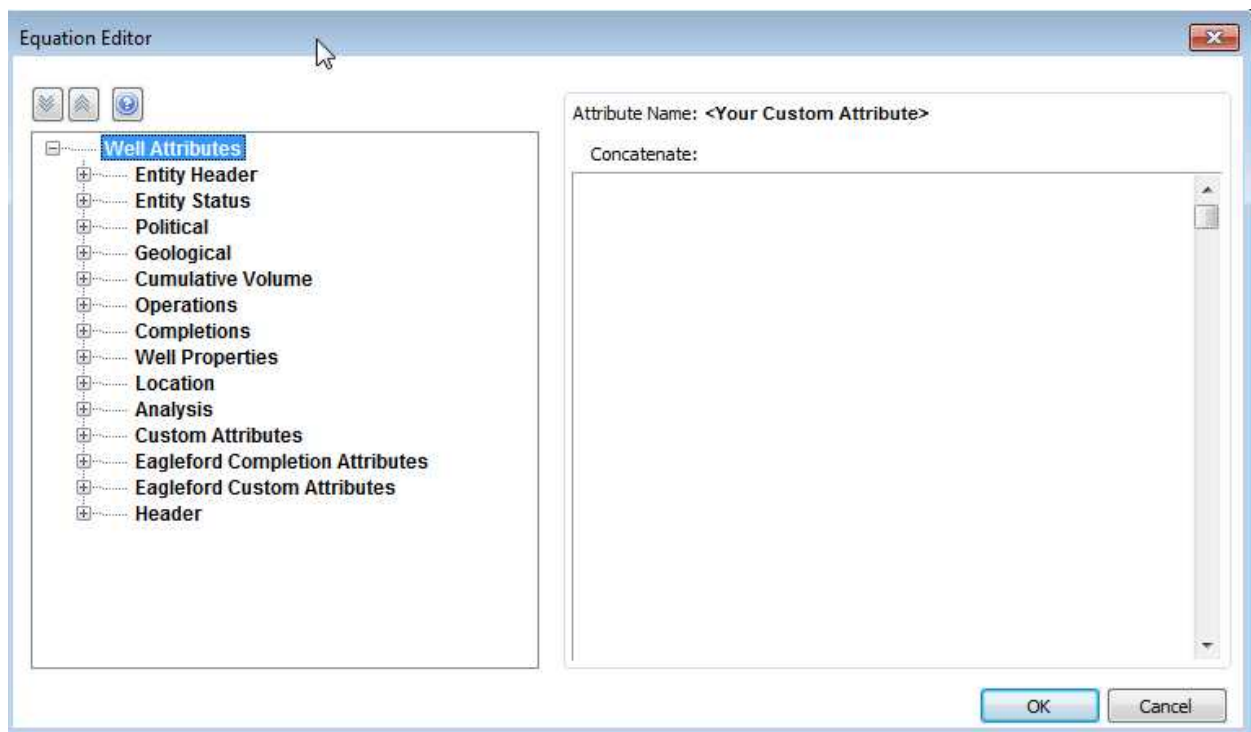 Equation Editor
Well Attributes
Entity Header
Entity Status
Political
Geological
Cumulative Volume
Operations
Completions
Well Properties
Location
Analysis
Custom Attributes
Eagleford Completion Attributes
Eagleford Custom Attributes
Header
Attribute Name: <Your Custom Attribute>
Concatenate:
OK
Cancel